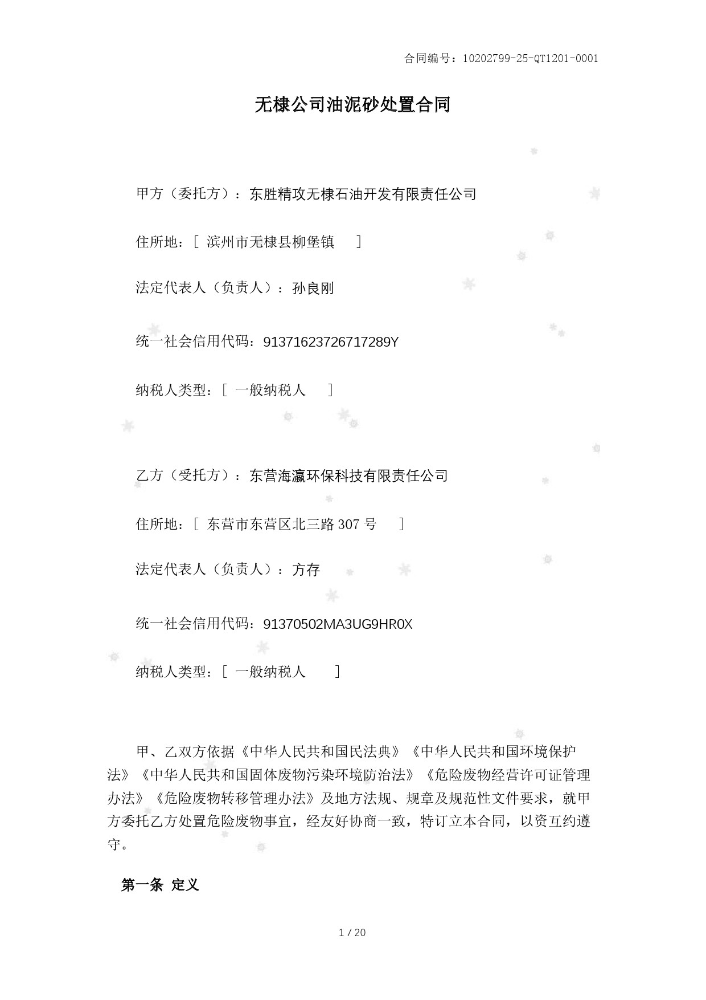 合同编号：10202799-25-QT1201-0001
无棣公司油泥砂处置合同
甲方（委托方）：东胜精攻无棣石油开发有限责任公司
住所地：[ 滨州市无棣县柳堡镇 ]
法定代表人（负责人）：孙良刚
统一社会信用代码：91371623726717289Y
纳税人类型：[ 一般纳税人 ]
乙方（受托方）：东营海瀛环保科技有限责任公司
住所地：[ 东营市东营区北三路 307 号 ]
法定代表人（负责人）：方存
统一社会信用代码：91370502MA3UG9HR0X
纳税人类型：[ 一般纳税人 ]
甲、乙双方依据《中华人民共和国民法典》《中华人民共和国环境保护
法》《中华人民共和国固体废物污染环境防治法》《危险废物经营许可证管理
办法》《危险废物转移管理办法》及地方法规、规章及规范性文件要求，就甲
方委托乙方处置危险废物事宜，经友好协商一致，特订立本合同，以资互约遵
守。
第一条 定义
1 / 20